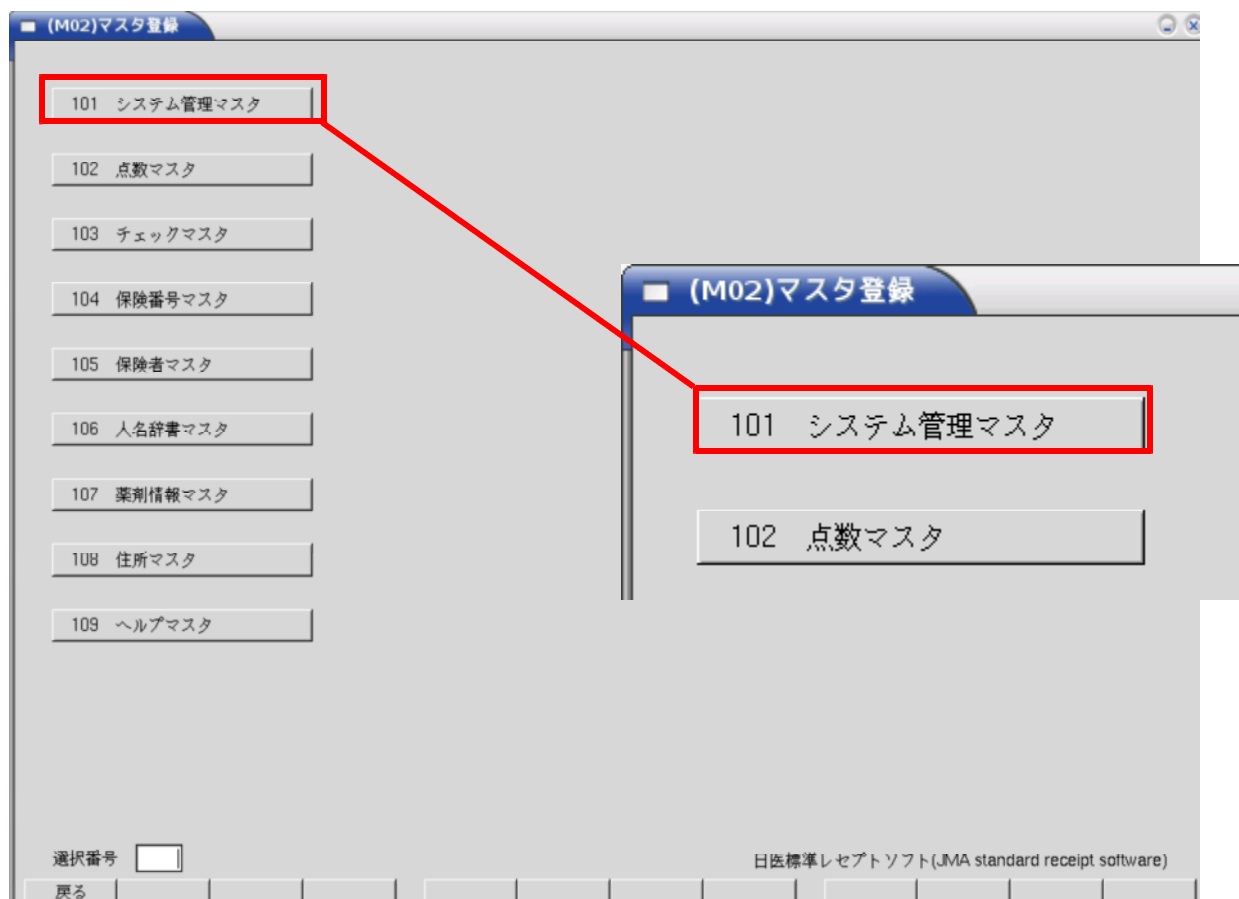 (M02)マスタ登録
101 システム管理マスタ
102 点数マスタ
103 チェックマスタ
104 保険番号マスタ
105 保険者マスタ
106 人名辞書マスタ
107 薬剤情報マスタ
108 住所マスタ
109 ヘルプマスタ
(M02)マスタ登録
101 システム管理マスタ
102 点数マスタ
選択番号
日医標準レセプトソフト(JMA standard receipt software)
戻る